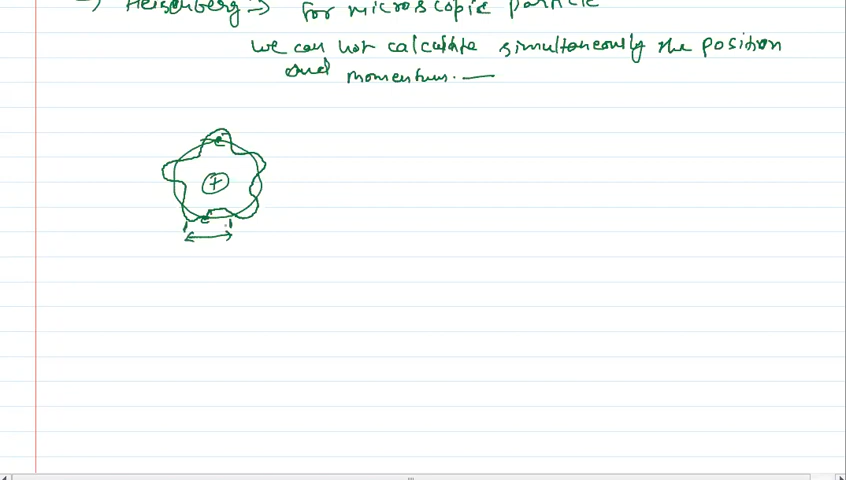 → Heisenberg ⇒ For microscopic particle
We can not calculate simultaneously the position
and momentum. —
e⁻
+
e⁻